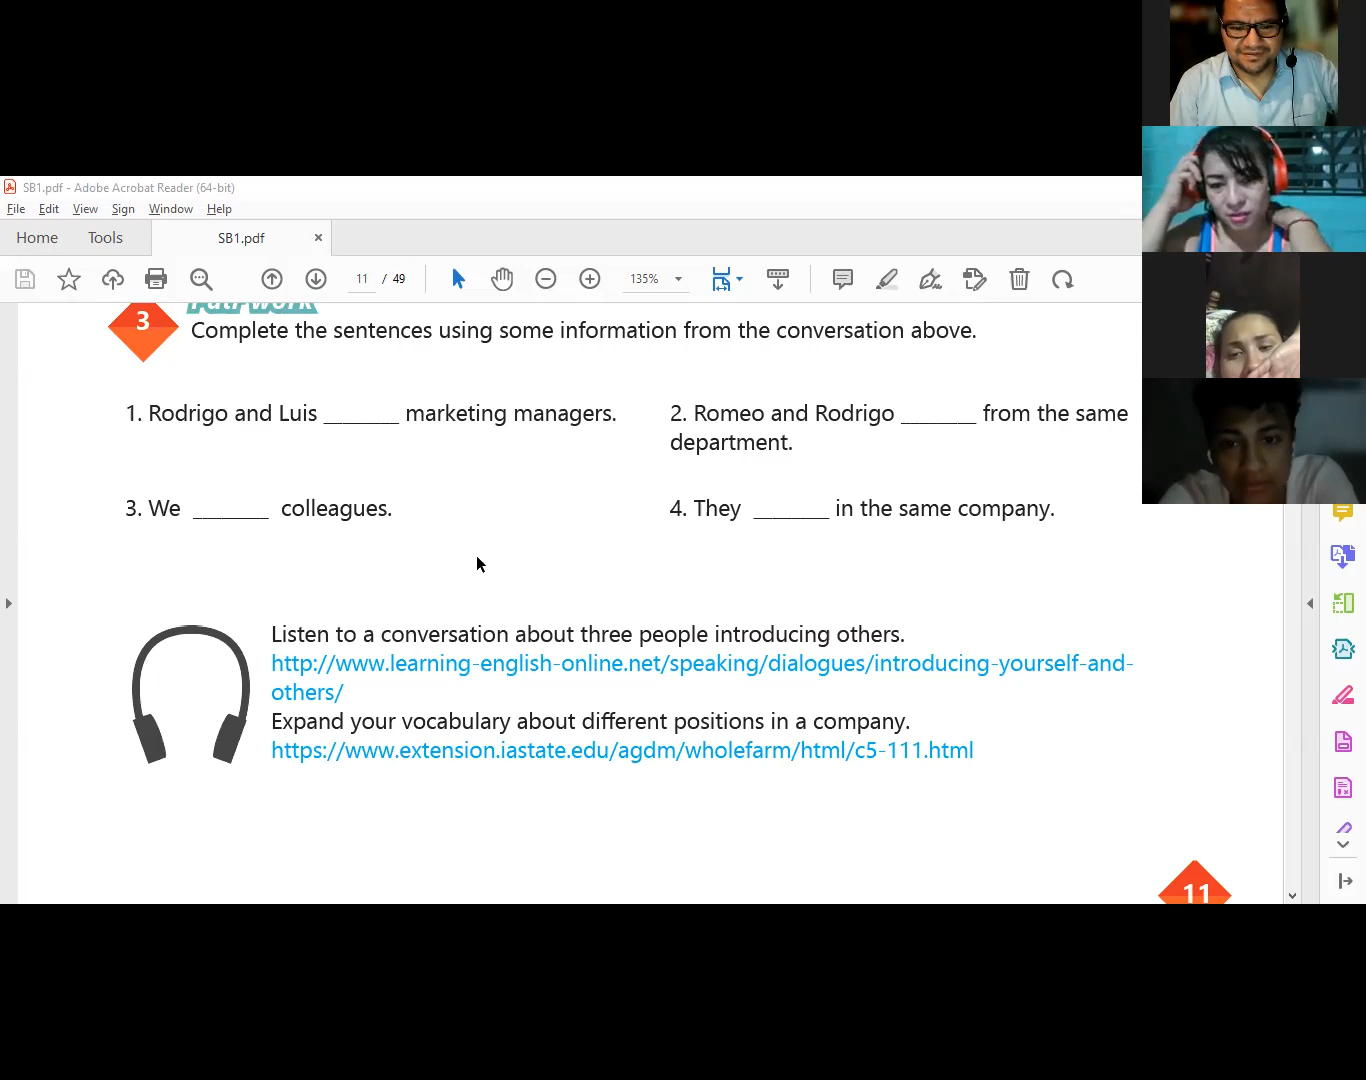 SB1.pdf - Adobe Acrobat Reader (64-bit)
File Edit View Sign Window Help
Home Tools SB1.pdf ×
11 / 49 135%
3
Complete the sentences using some information from the conversation above.
1. Rodrigo and Luis _______ marketing managers.
2. Romeo and Rodrigo _______ from the same
department.
3. We _______ colleagues.
4. They _______ in the same company.
Listen to a conversation about three people introducing others.
http://www.learning-english-online.net/speaking/dialogues/introducing-yourself-and-
others/
Expand your vocabulary about different positions in a company.
https://www.extension.iastate.edu/agdm/wholefarm/html/c5-111.html
11